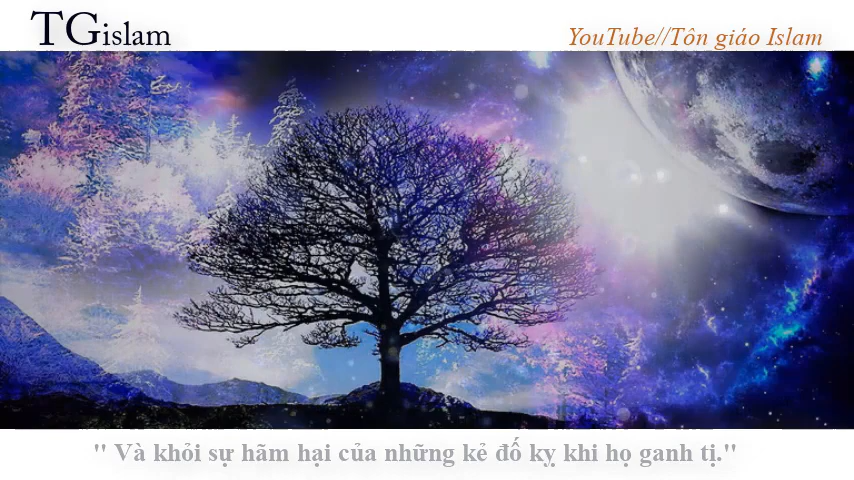 TGislam
YouTube//Tôn giáo Islam
" Và khỏi sự hãm hại của những kẻ đố kỵ khi họ ganh tị."